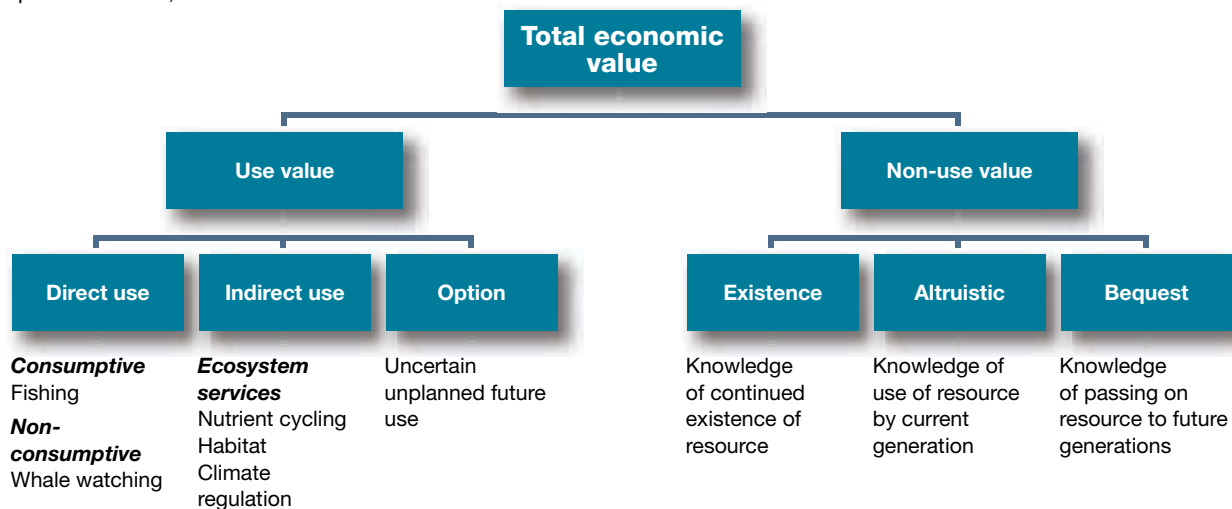 Total economic
value
Use value
Non-use value
Direct use
Indirect use
Option
Existence
Altruistic
Bequest
Consumptive
Fishing
Non-
consumptive
Whale watching
Ecosystem
services
Nutrient cycling
Habitat
Climate
regulation
Uncertain
unplanned future
use
Knowledge
of continued
existence of
resource
Knowledge of
use of resource
by current
generation
Knowledge
of passing on
resource to future
generations